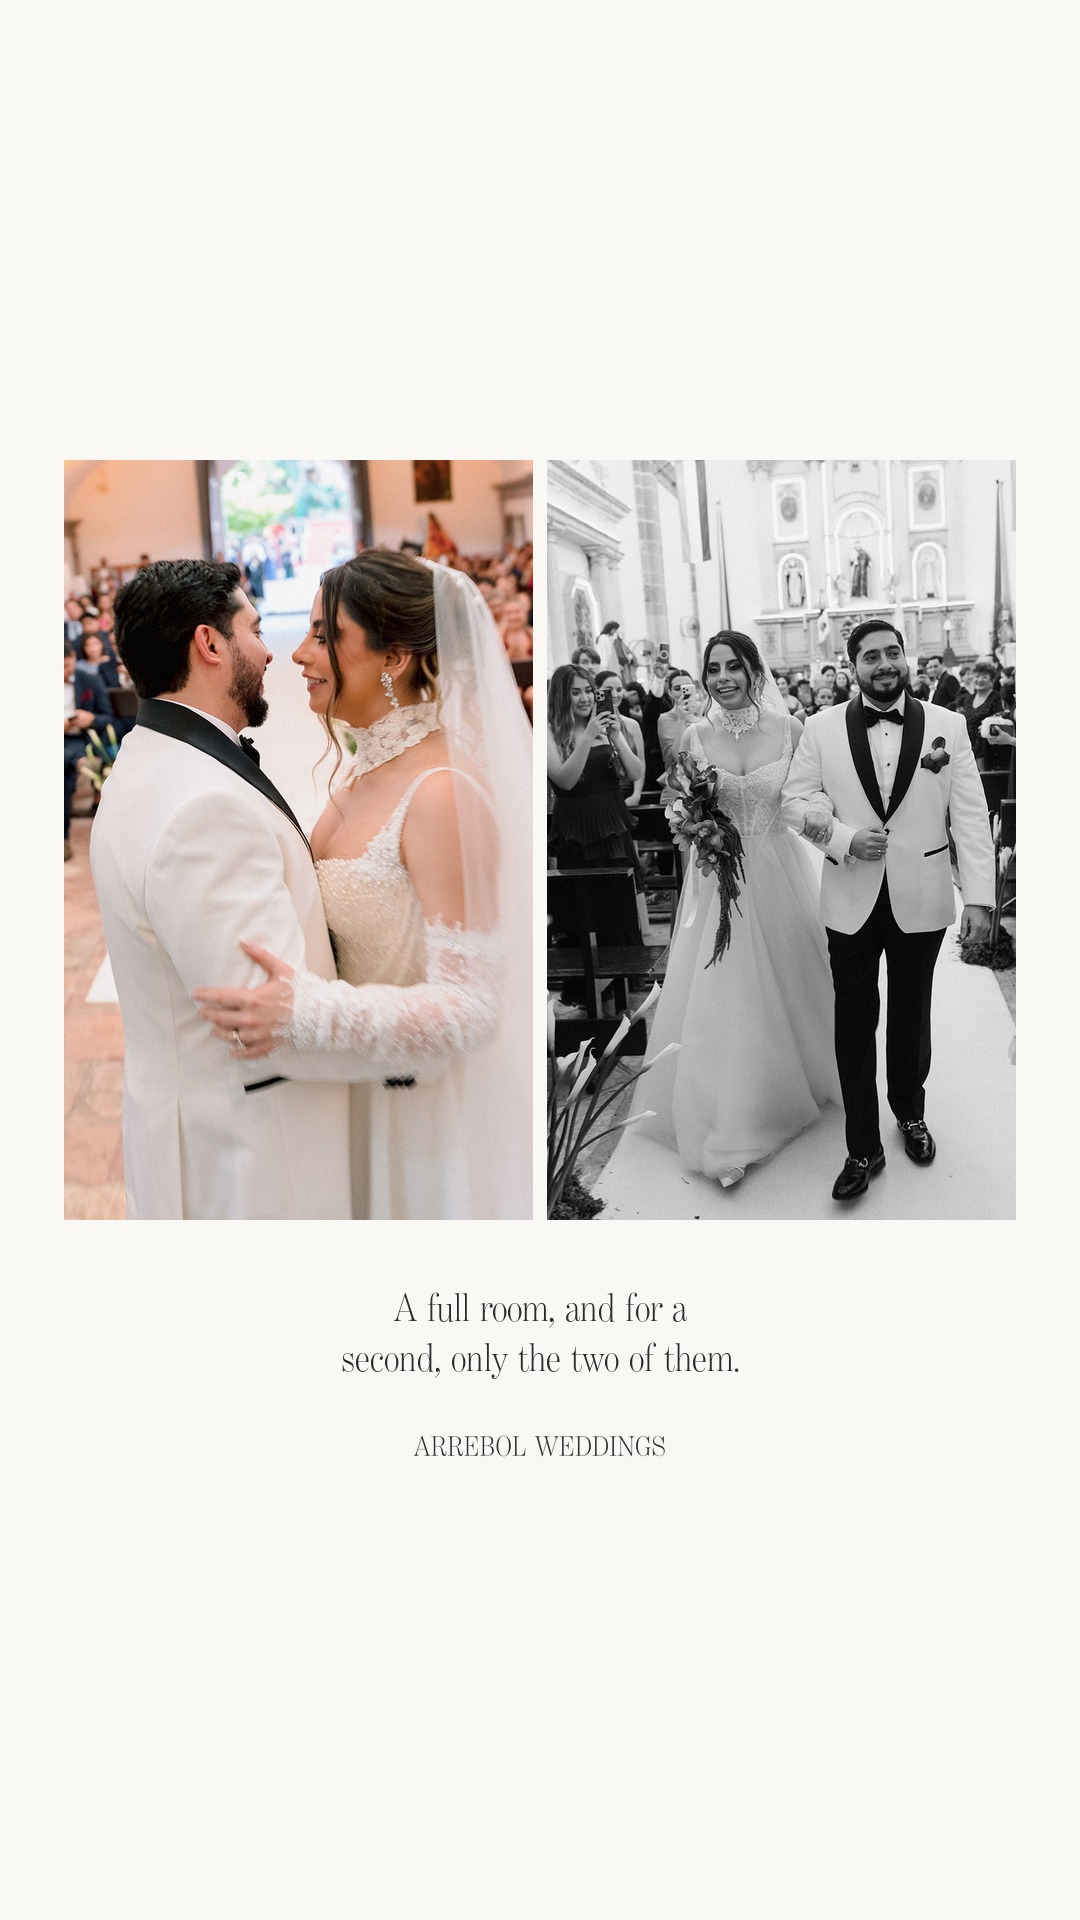 A full room, and for a
second, only the two of them.
ARREBOL WEDDINGS